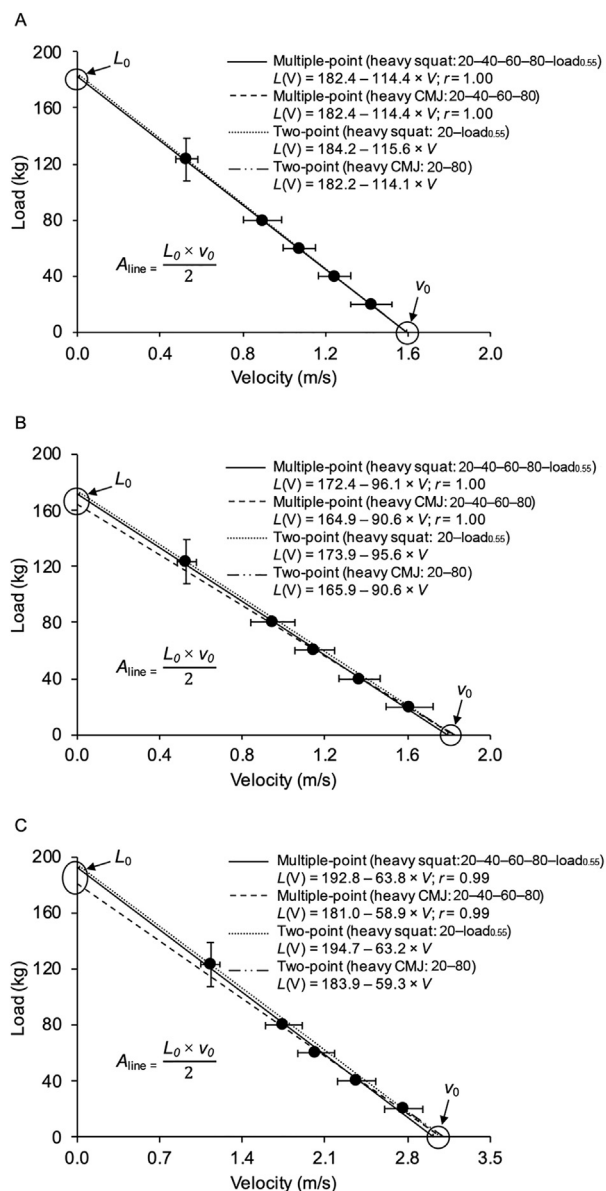 A
200
160
120
80
40
0
Load (kg)
L0
Multiple-point (heavy squat: 20–40–60–80–load0.55)
L(V) = 182.4 – 114.4 × V; r = 1.00
Multiple-point (heavy CMJ: 20–40–60–80)
L(V) = 182.4 – 114.4 × V; r = 1.00
Two-point (heavy squat: 20–load0.55)
L(V) = 184.2 – 115.6 × V
Two-point (heavy CMJ: 20–80)
L(V) = 182.2 – 114.1 × V
Aline = L0 × v0
2
v0
0.0 0.4 0.8 1.2 1.6 2.0
Velocity (m/s)
B
200
160
120
80
40
0
Load (kg)
L0
Multiple-point (heavy squat: 20–40–60–80–load0.55)
L(V) = 172.4 – 96.1 × V; r = 1.00
Multiple-point (heavy CMJ: 20–40–60–80)
L(V) = 164.9 – 90.6 × V; r = 1.00
Two-point (heavy squat: 20–load0.55)
L(V) = 173.9 – 95.6 × V
Two-point (heavy CMJ: 20–80)
L(V) = 165.9 – 90.6 × V
Aline = L0 × v0
2
v0
0.0 0.4 0.8 1.2 1.6 2.0
Velocity (m/s)
C
200
160
120
80
40
0
Load (kg)
L0
Multiple-point (heavy squat: 20–40–60–80–load0.55)
L(V) = 192.8 – 63.8 × V; r = 0.99
Multiple-point (heavy CMJ: 20–40–60–80)
L(V) = 181.0 – 58.9 × V; r = 0.99
Two-point (heavy squat: 20–load0.55)
L(V) = 194.7 – 63.2 × V
Two-point (heavy CMJ: 20–80)
L(V) = 183.9 – 59.3 × V
Aline = L0 × v0
2
v0
0.0 0.7 1.4 2.1 2.8 3.5
Velocity (m/s)